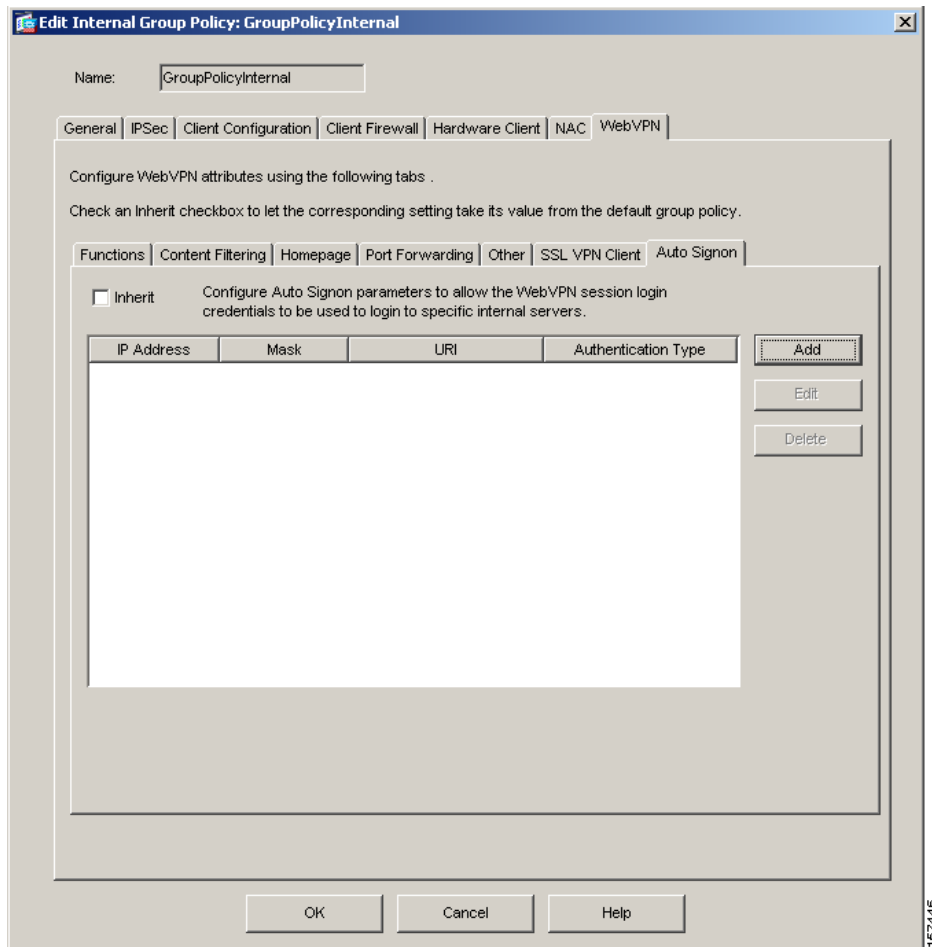 Edit Internal Group Policy: GroupPolicyInternal
Name: GroupPolicyInternal
General IPSec Client Configuration Client Firewall Hardware Client NAC WebVPN
Configure WebVPN attributes using the following tabs .
Check an Inherit checkbox to let the corresponding setting take its value from the default group policy.
Functions Content Filtering Homepage Port Forwarding Other SSL VPN Client Auto Signon
Inherit
Configure Auto Signon parameters to allow the WebVPN session login
credentials to be used to login to specific internal servers.
IP Address Mask URI Authentication Type
Add
Edit
Delete
OK Cancel Help